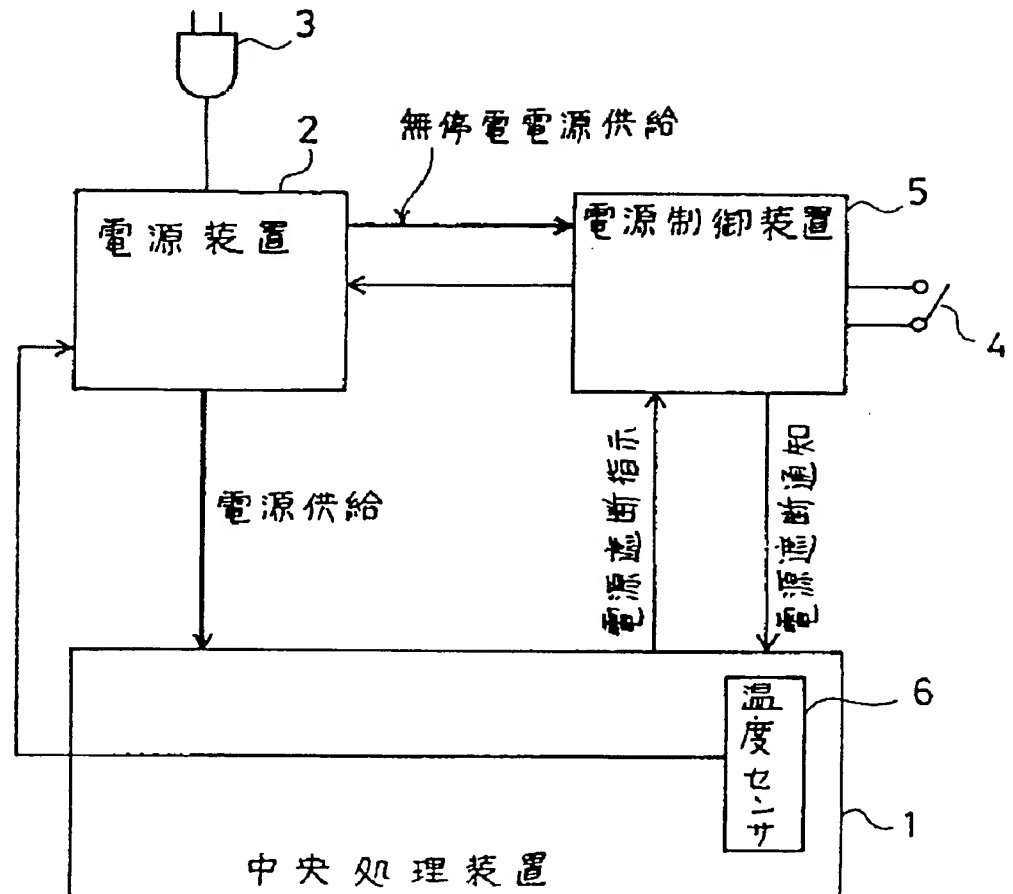 3
無停電電源供給
2
電源装置
電源制御装置
5
4
電源供給
電源遮断指示
電源遮断通知
温度センサ
6
1
中央処理装置